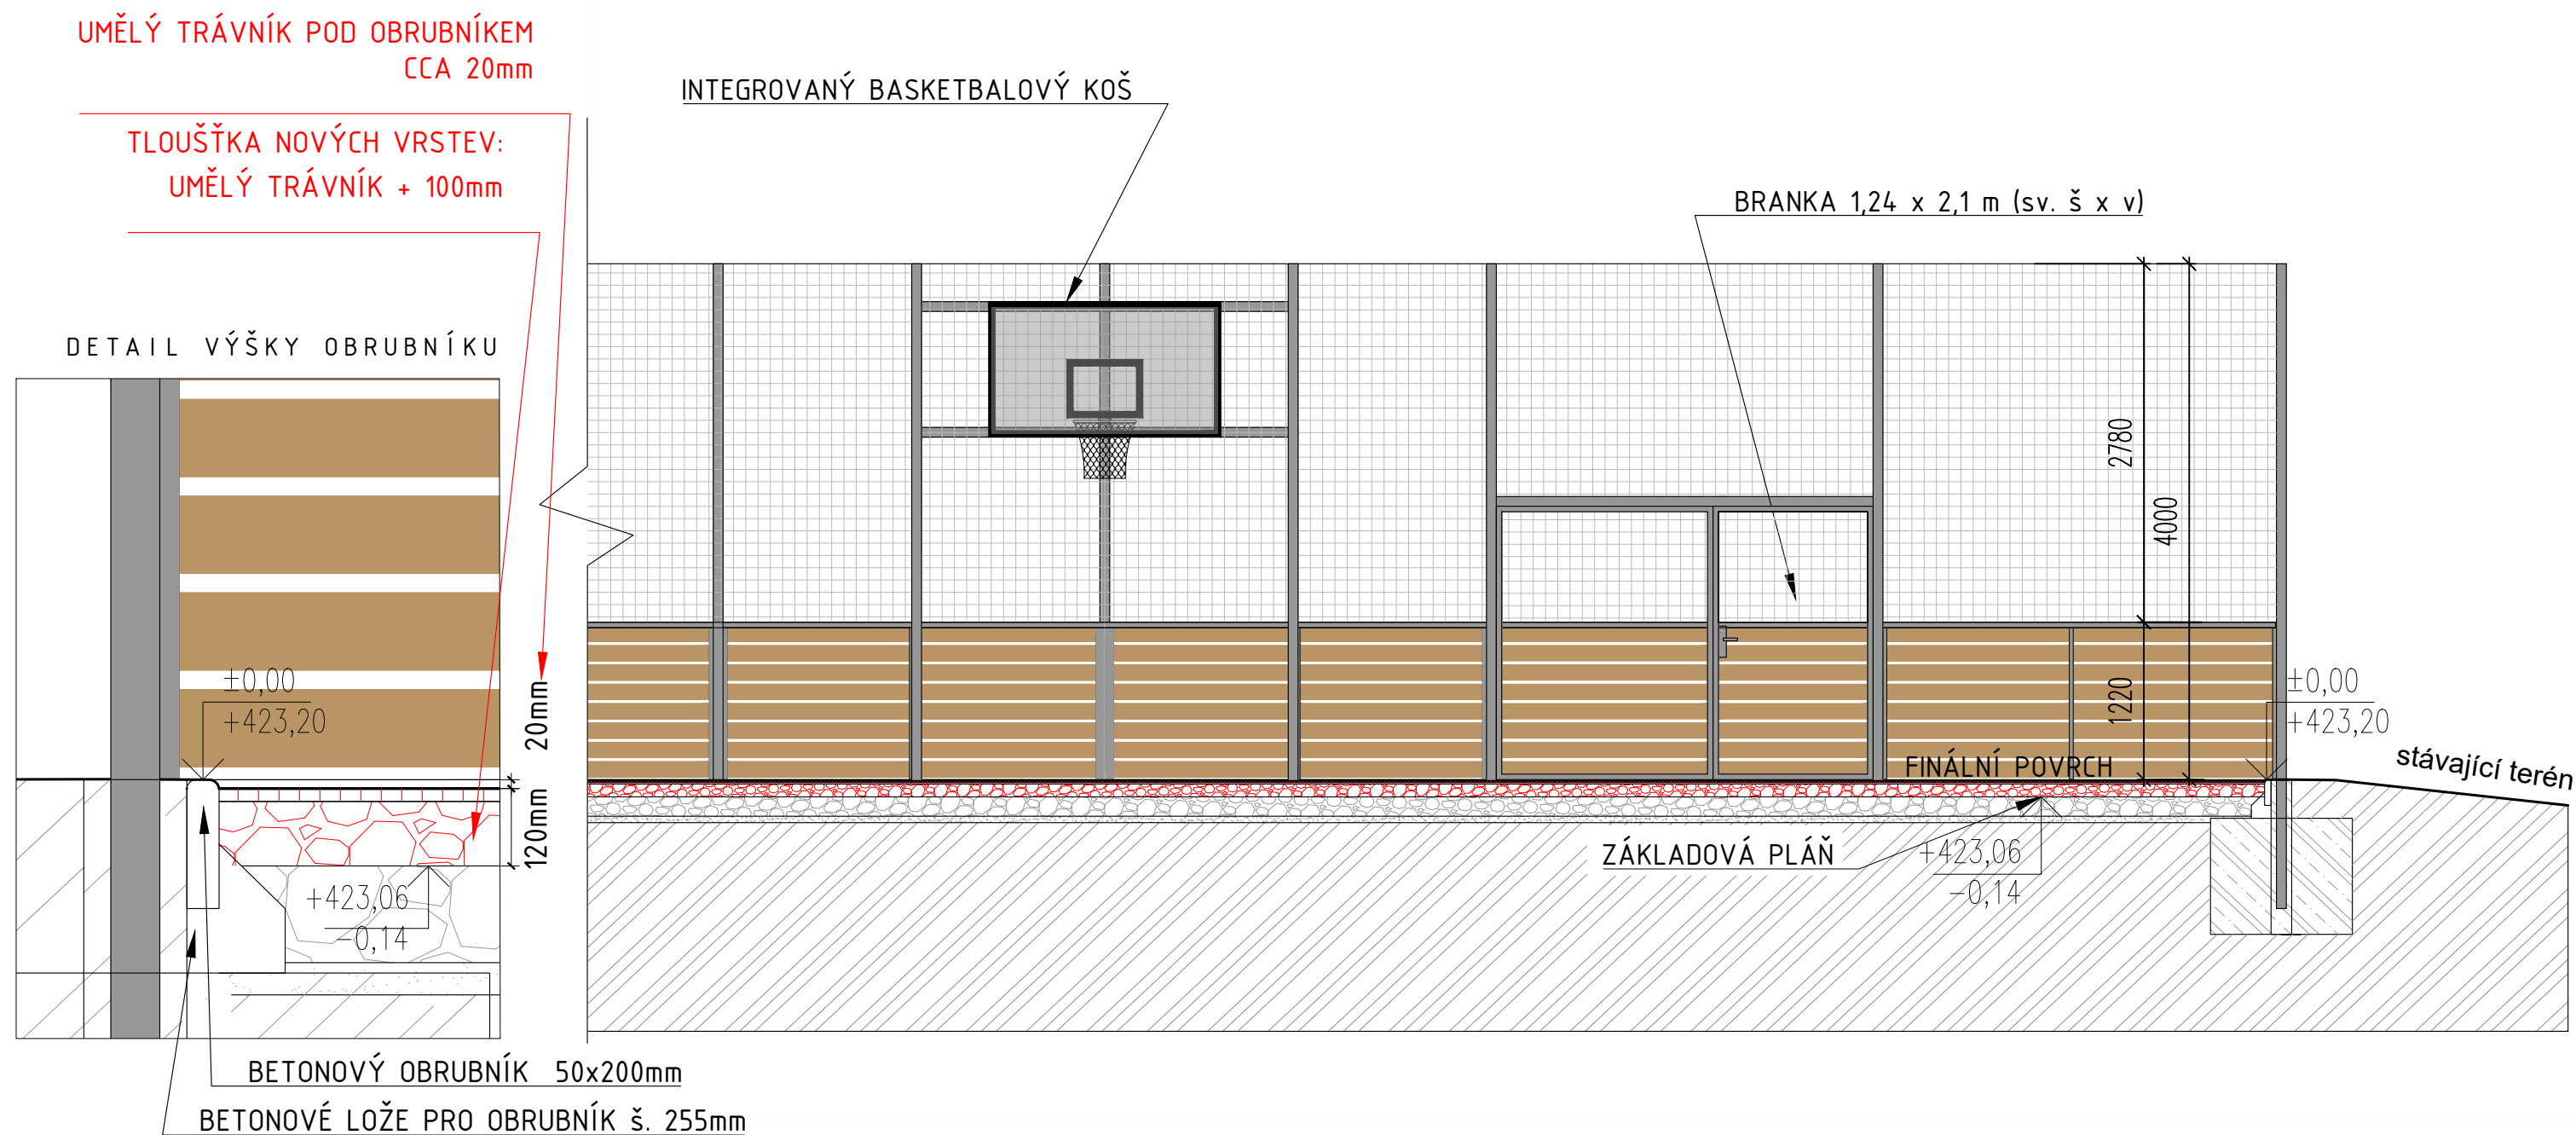 UMĚLÝ TRÁVNÍK POD OBRUBNÍKEM
CCA 20mm
TLOUŠŤKA NOVÝCH VRSTEV:
UMĚLÝ TRÁVNÍK + 100mm
INTEGROVANÝ BASKETBALOVÝ KOŠ
BRANKA 1,24 x 2,1 m (sv. š x v)
DETAIL VÝŠKY OBRUBNÍKU
2780
4000
1220
±0,00
+423,20
20mm
120mm
+423,06
-0,14
±0,00
+423,20
stávající terén
FINÁLNÍ POVRCH
ZÁKLADOVÁ PLÁŇ
+423,06
-0,14
BETONOVÝ OBRUBNÍK 50x200mm
BETONOVÉ LOŽE PRO OBRUBNÍK š. 255mm